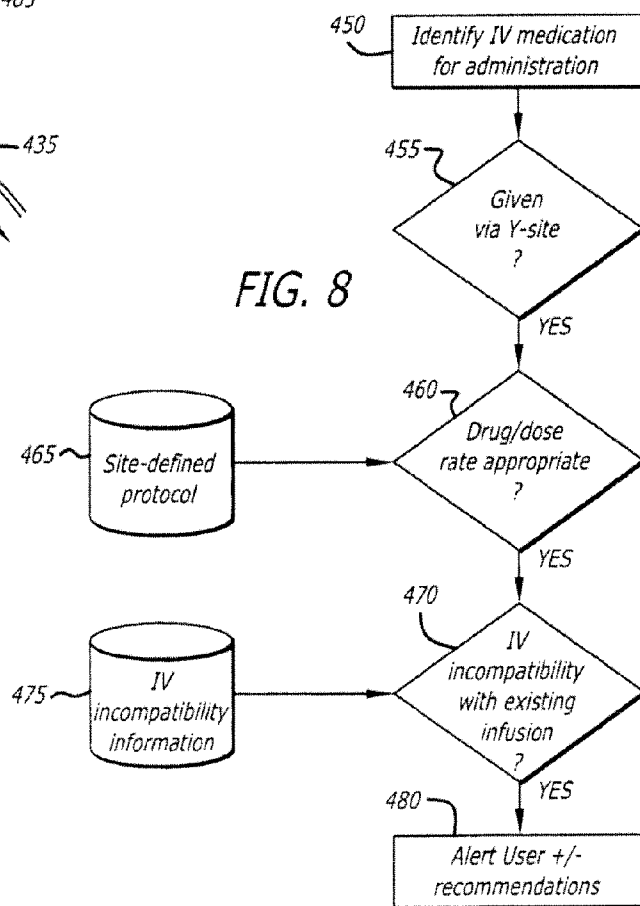 450
Identify IV medication
for administration
435
455
Given
via Y-site
?
FIG. 8
YES
460
Drug/dose
rate appropriate
?
465
Site-defined
protocol
YES
470
IV
incompatibility
with existing
infusion
?
475
IV
incompatibility
information
YES
480
Alert User +/-
recommendations